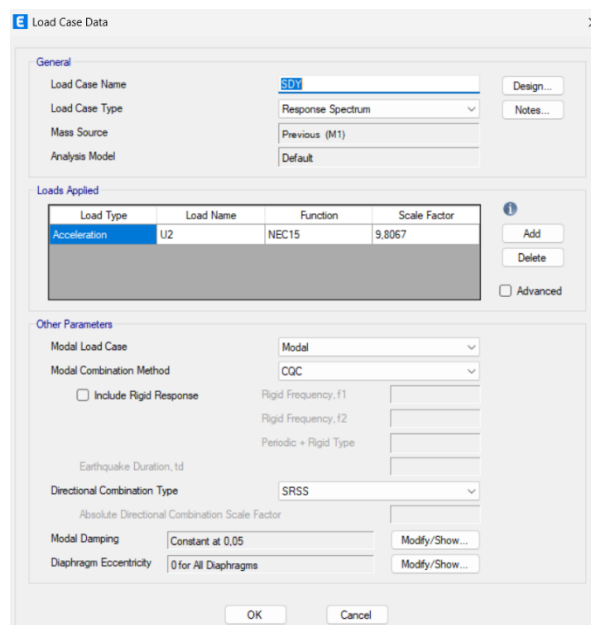 E Load Case Data
General
Load Case Name SDY Design...
Load Case Type Response Spectrum Notes...
Mass Source Previous (M1)
Analysis Model Default
Loads Applied
Load Type Load Name Function Scale Factor
Acceleration U2 NEC15 9,8067 Add
Delete
Advanced
Other Parameters
Modal Load Case Modal
Modal Combination Method CQC
Include Rigid Response Rigid Frequency, f1
Rigid Frequency, f2
Periodic + Rigid Type
Earthquake Duration, td
Directional Combination Type SRSS
Absolute Directional Combination Scale Factor
Modal Damping Constant at 0,05 Modify/Show...
Diaphragm Eccentricity 0 for All Diaphragms Modify/Show...
OK Cancel